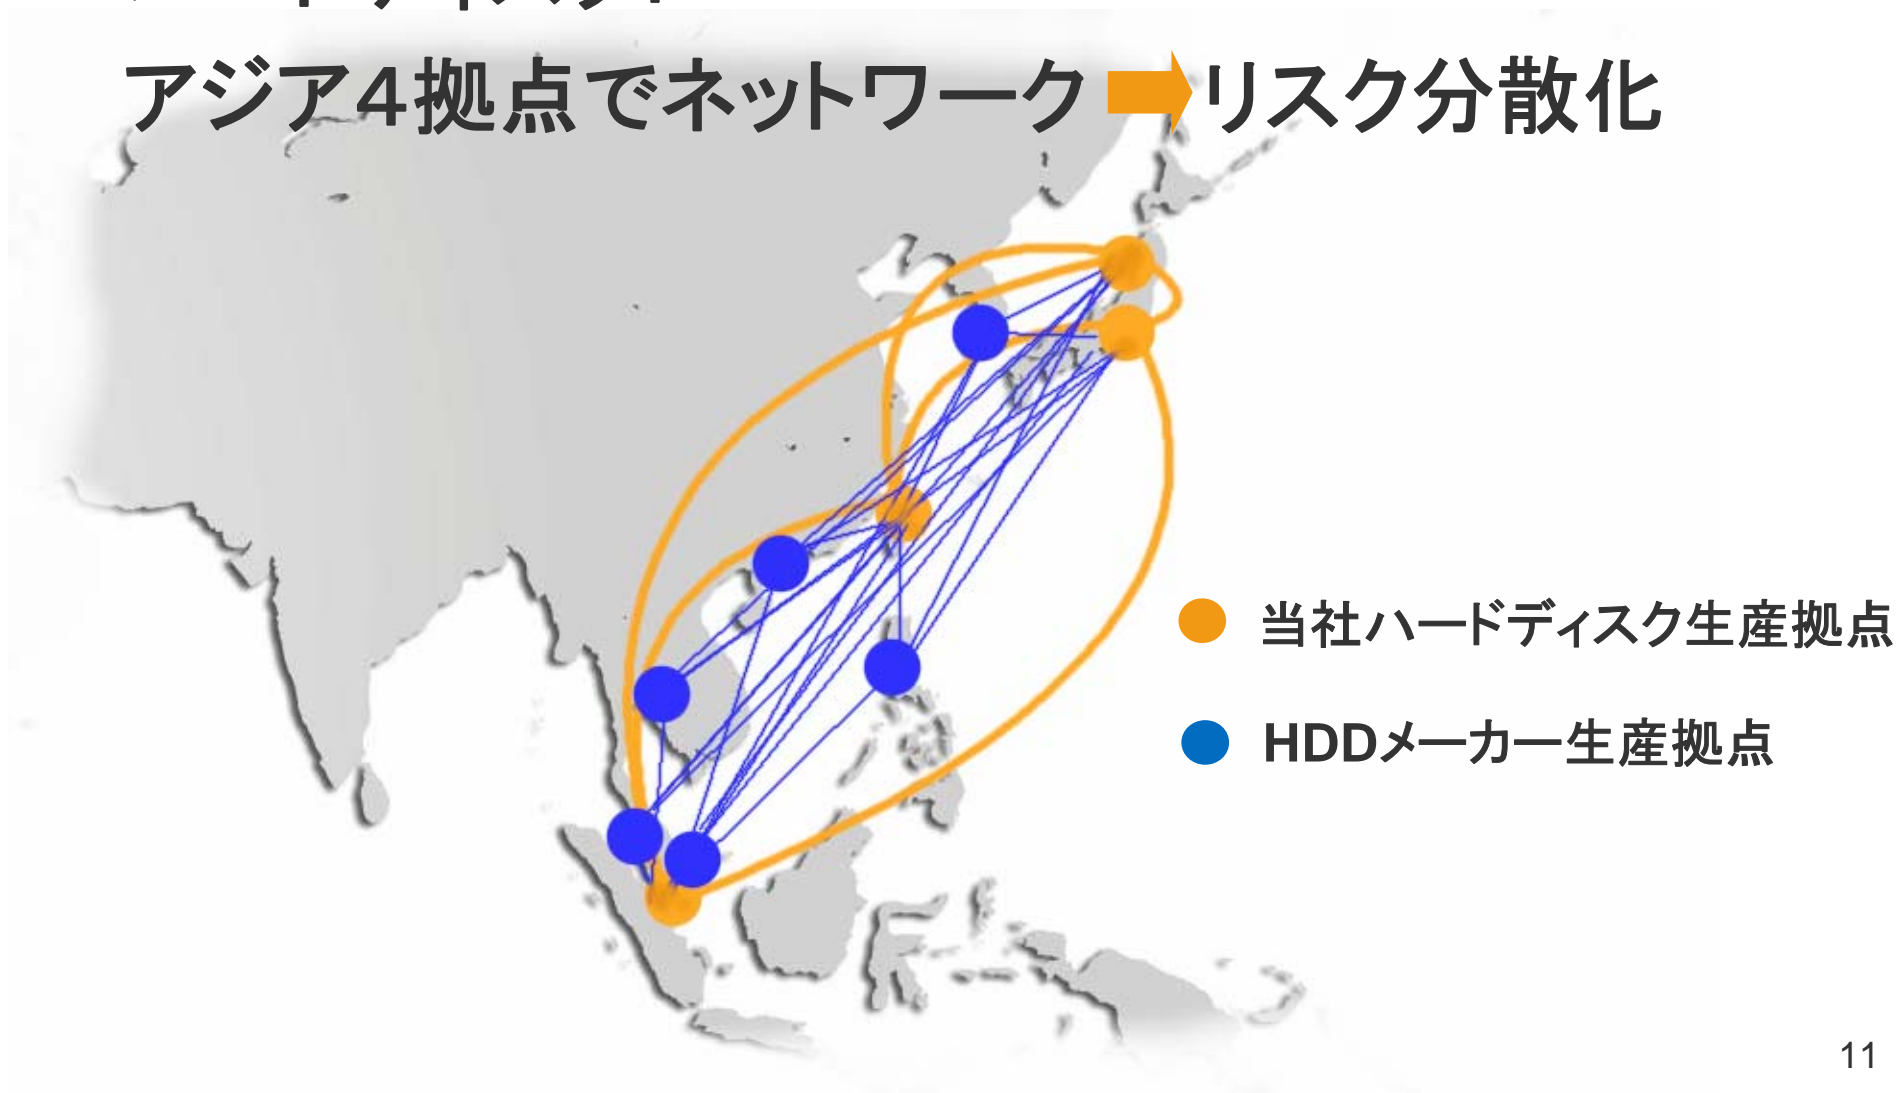 アジア4拠点でネットワーク➡リスク分散化
当社ハードディスク生産拠点
HDDメーカー生産拠点
11